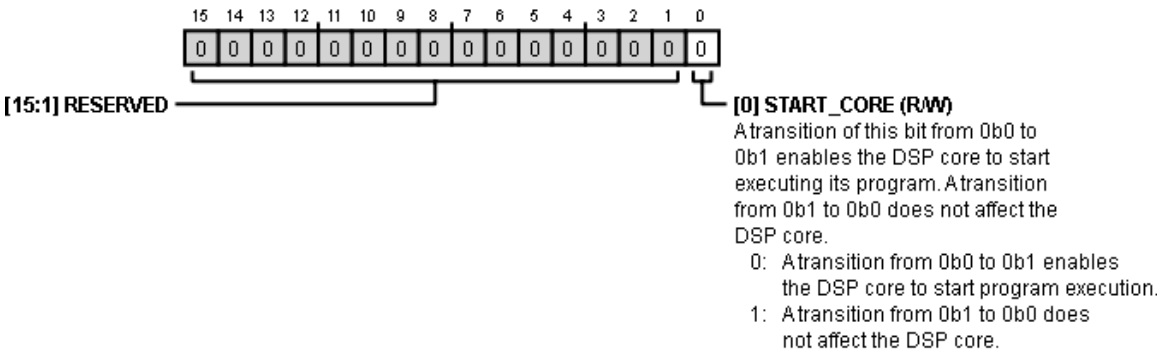 15 14 13 12 11 10 9 8 7 6 5 4 3 2 1 0
0 0 0 0 0 0 0 0 0 0 0 0 0 0 0 0
[15:1] RESERVED
[0] START_CORE (R/W)
A transition of this bit from 0b0 to
0b1 enables the DSP core to start
executing its program. A transition
from 0b1 to 0b0 does not affect the
DSP core.
0: A transition from 0b0 to 0b1 enables
the DSP core to start program execution.
1: A transition from 0b1 to 0b0 does
not affect the DSP core.